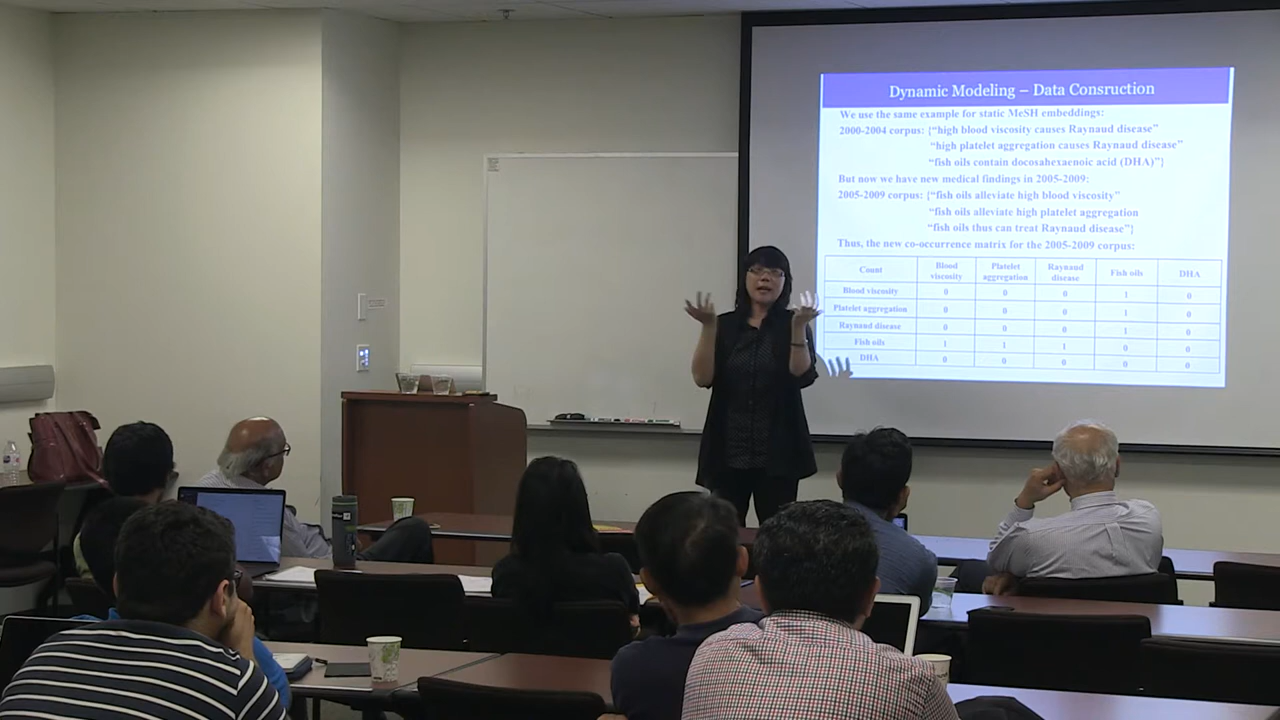 Dynamic Modeling – Data Consruction
We use the same example for static MeSH embeddings:
2000-2004 corpus: {“high blood viscosity causes Raynaud disease”
“high platelet aggregation causes Raynaud disease”
“fish oils contain docosahexaenoic acid (DHA)”}
But now we have new medical findings in 2005-2009:
2005-2009 corpus: {“fish oils alleviate high blood viscosity”
“fish oils alleviate high platelet aggregation
“fish oils thus can treat Raynaud disease”}
Thus, the new co-occurrence matrix for the 2005-2009 corpus:
Count Blood viscosity Platelet aggregation Raynaud disease Fish oils DHA
Blood viscosity 0 0 0 1 0
Platelet aggregation 0 0 0 1 0
Raynaud disease 0 0 0 1 0
Fish oils 1 1 1 0 0
DHA 0 0 0 0 0